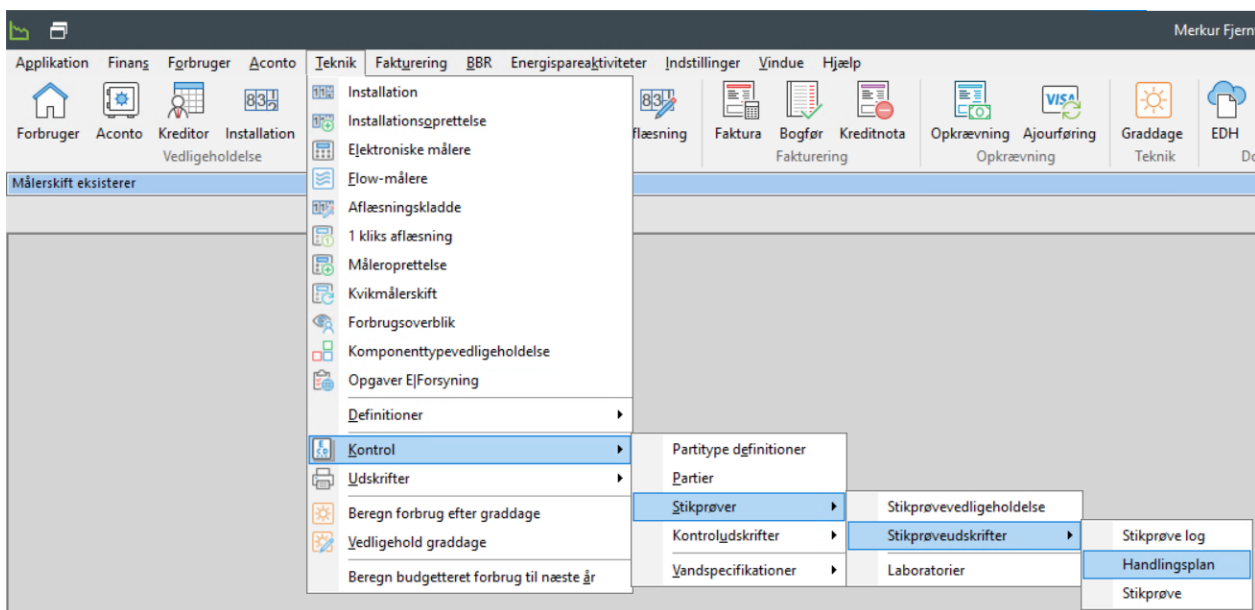 Merkur Fjern
Applikation Finans Forbruger Aconto Teknik Fakturering BBR Energispareaktiviteter Indstillinger Vindue Hjælp
Forbruger Aconto Kreditor Installation flæsning Faktura Bogfør Kreditnota Opkrævning Ajourføring Graddage EDH
Vedligeholdelse Fakturering Opkrævning Teknik Do
Målerskift eksisterer
Installation
Installationsoprettelse
Elektroniske målere
Flow-målere
Aflæsningskladde
1 kliks aflæsning
Måleroprettelse
Kvikmålerskift
Forbrugsoverblik
Komponenttypevedligeholdelse
Opgaver E|Forsyning
Definitioner
Kontrol
Udskrifter
Beregn forbrug efter graddage
Vedligehold graddage
Beregn budgetteret forbrug til næste år
Partitype definitioner
Partier
Stikprøver
Kontroludskrifter
Vandspecifikationer
Stikprøvevedligeholdelse
Stikprøveudskrifter
Laboratorier
Stikprøve log
Handlingsplan
Stikprøve